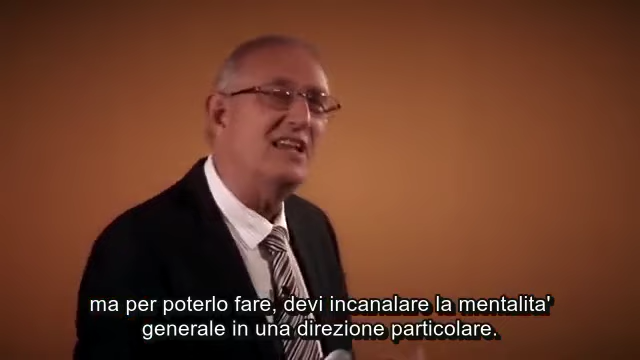 ma per poterlo fare, devi incanalare la mentalita'
generale in una direzione particolare.